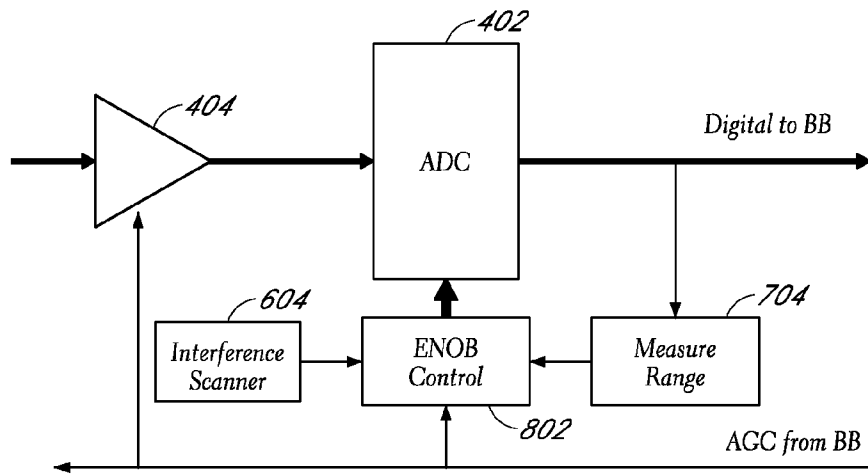 402
404
Digital to BB
ADC
604
704
Interference
Scanner
ENOB
Control
Measure
Range
802
AGC from BB